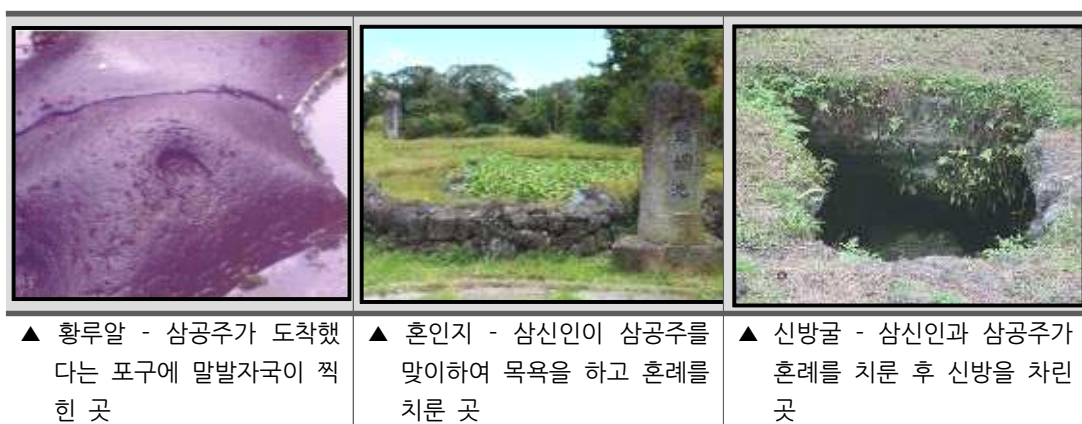 婚姻池
▲ 황루알 - 삼공주가 도착했
다는 포구에 말발자국이 찍
힌 곳
▲ 혼인지 - 삼신인이 삼공주를
맞이하여 목욕을 하고 혼례를
치룬 곳
▲ 신방굴 - 삼신인과 삼공주가
혼례를 치룬 후 신방을 차린
곳